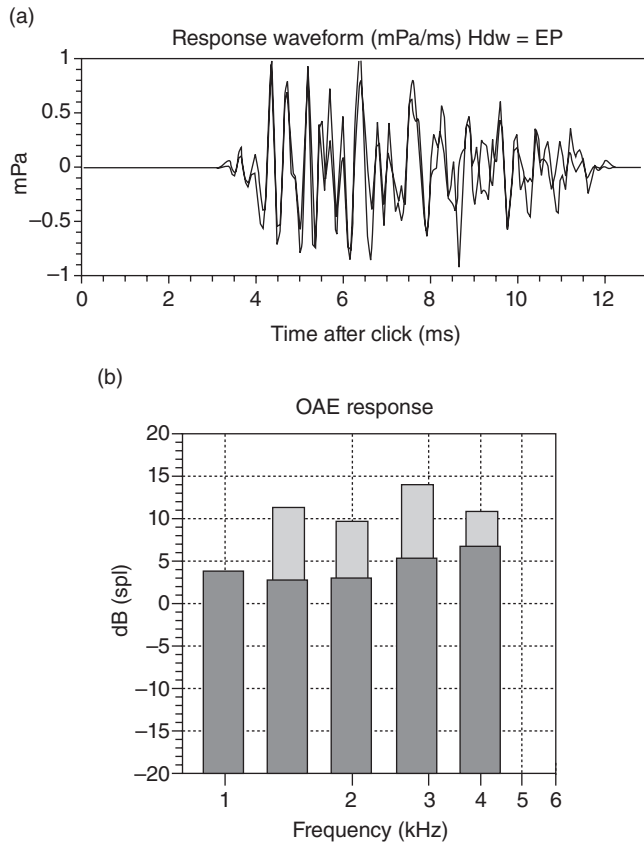 (a)
Response waveform (mPa/ms) Hdw = EP
1
0.5
0
−0.5
−1
mPa
0 2 4 6 8 10 12
Time after click (ms)
(b)
OAE response
20
15
10
5
0
−5
−10
−15
−20
dB (spl)
1 2 3 4 5 6
Frequency (kHz)